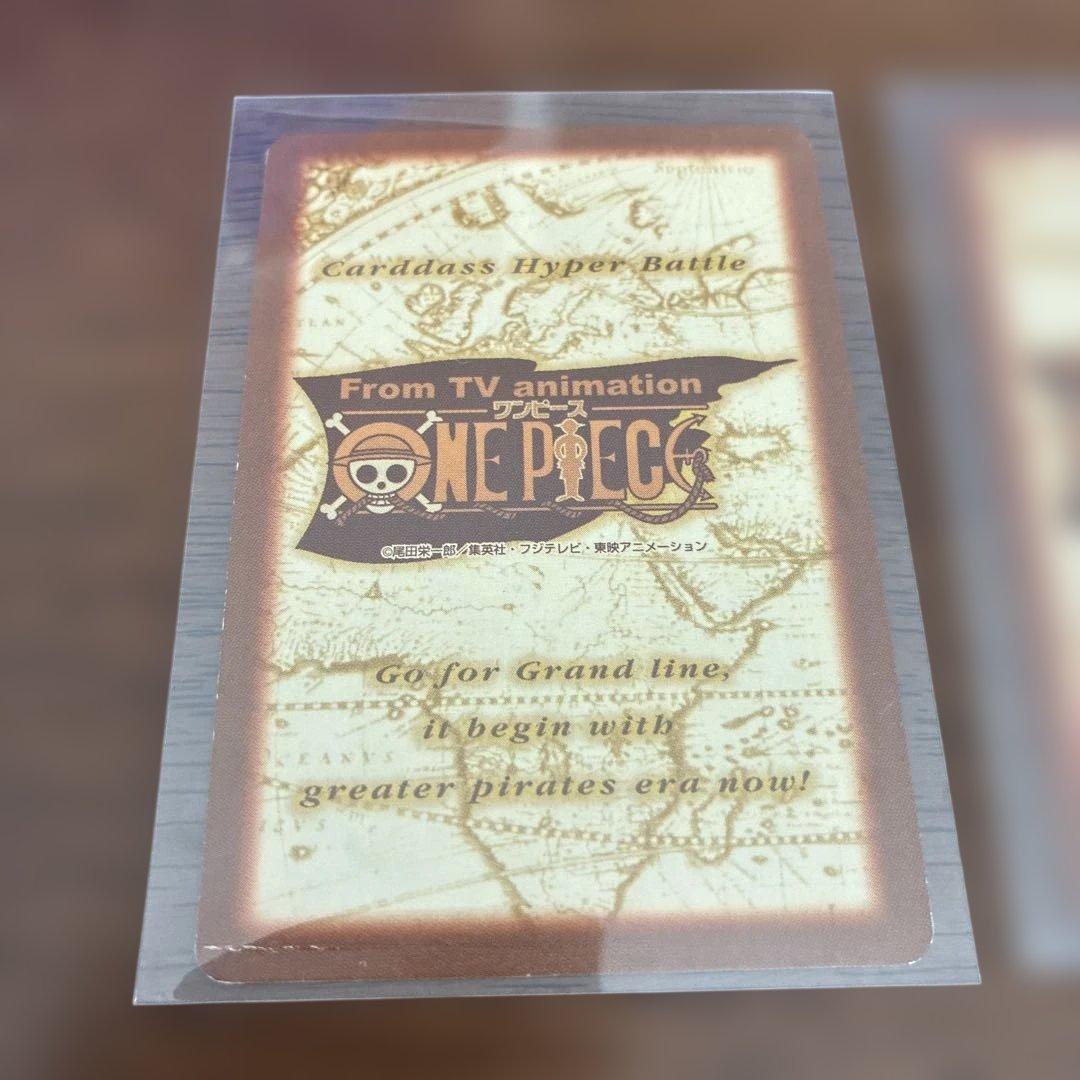 Carddass Hyper Battle
From TV animation
ワンピース
ONE PIECE
©尾田栄一郎／集英社・フジテレビ・東映アニメーション
Go for Grand line,
it begin with
greater pirates era now!